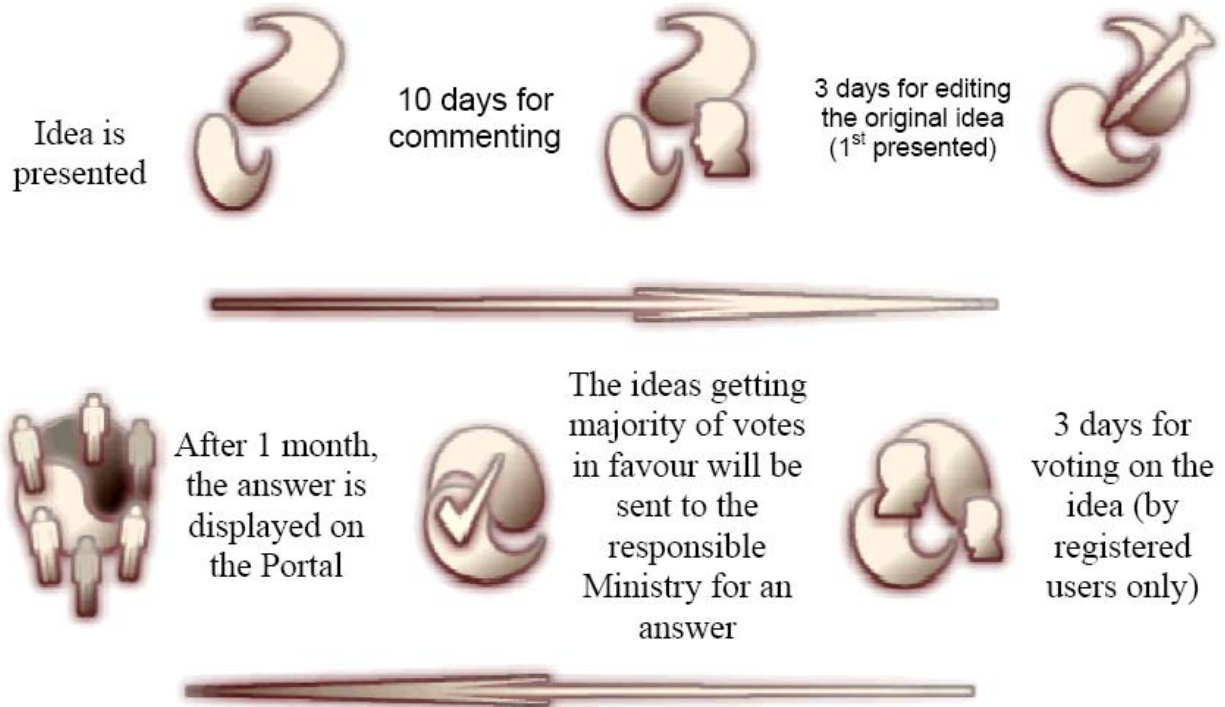 Idea is
presented
10 days for
commenting
3 days for editing
the original idea
(1st presented)
After 1 month,
the answer is
displayed on
the Portal
The ideas getting
majority of votes
in favour will be
sent to the
responsible
Ministry for an
answer
3 days for
voting on the
idea (by
registered
users only)